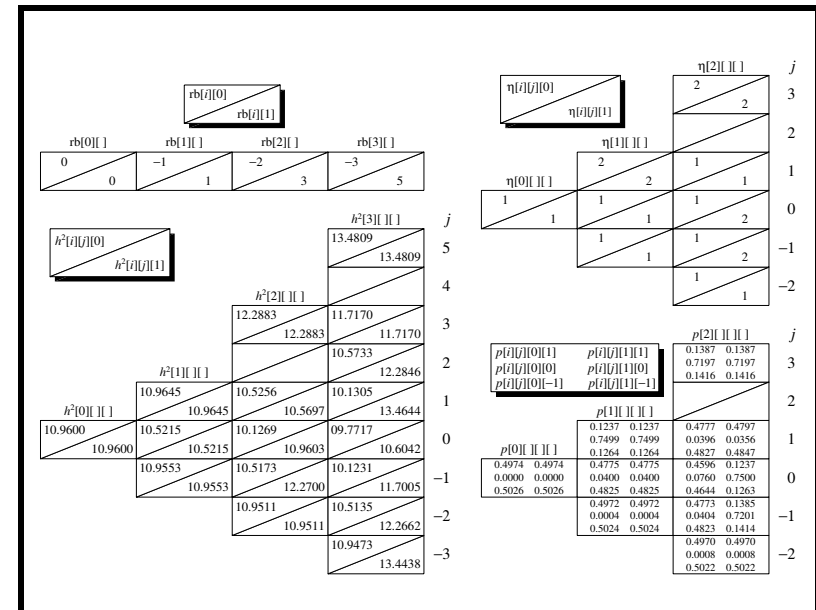 rb[i][0]
rb[i][1]
rb[0][ ] rb[1][ ] rb[2][ ] rb[3][ ]
0 −1 −2 −3
0 1 3 5
h²[i][j][0]
h²[i][j][1]
h²[3][ ][ ] j
13.4809
13.4809 5
4
h²[2][ ][ ]
12.2883 11.7170
12.2883 11.7170 3
10.5733
12.2846 2
h²[1][ ][ ]
10.9645 10.5256 10.1305
10.9645 10.5697 13.4644 1
h²[0][ ][ ]
10.9600 10.5215 10.1269 09.7717
10.9600 10.5215 10.9603 10.6042 0
10.9553 10.5173 10.1231
10.9553 12.2700 11.7005 −1
10.9511 10.5135
10.9511 12.2662 −2
10.9473
13.4438 −3
η[i][j][0]
η[i][j][1]
η[2][ ][ ] j
2
2 3
2
η[1][ ][ ]
2 1
2 1 1
η[0][ ][ ]
1 1 1
1 1 2 0
1 1
1 2 −1
1
1 −2
p[i][j][0][1] p[i][j][1][1]
p[i][j][0][0] p[i][j][1][0]
p[i][j][0][-1] p[i][j][1][-1]
p[2][ ][ ][ ] j
0.1387 0.1387
0.7197 0.7197 3
0.1416 0.1416
2
p[1][ ][ ][ ]
0.1237 0.1237 0.4777 0.4797
0.7499 0.7499 0.0396 0.0356 1
0.1264 0.1264 0.4827 0.4847
p[0][ ][ ][ ]
0.4974 0.4974 0.4775 0.4775 0.4596 0.1237
0.0000 0.0000 0.0400 0.0400 0.0760 0.7500 0
0.5026 0.5026 0.4825 0.4825 0.4644 0.1263
0.4972 0.4972 0.4773 0.1385
0.0004 0.0004 0.0404 0.7201 −1
0.5024 0.5024 0.4823 0.1414
0.4970 0.4970
0.0008 0.0008 −2
0.5022 0.5022